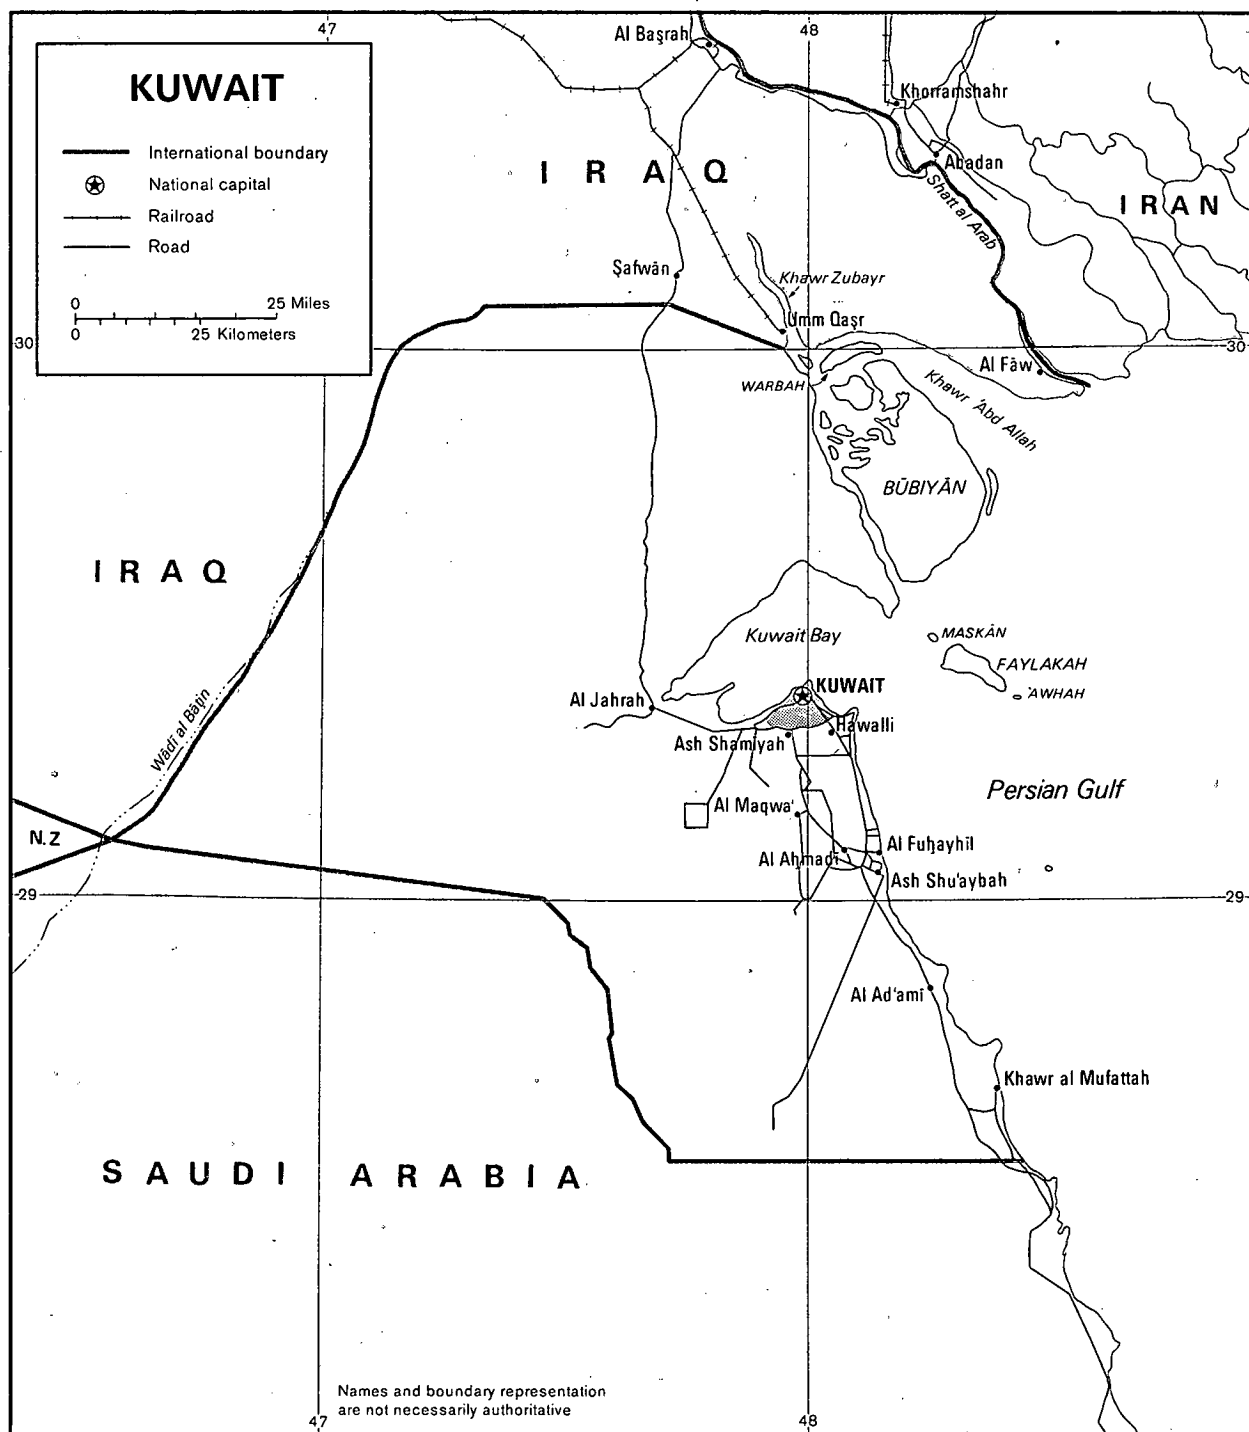 47
48
KUWAIT
International boundary
National capital
Railroad
Road
0 25 Miles
0 25 Kilometers
Al Başrah
Khorramshahr
Abadan
IRAQ
IRAN
Shatt al Arab
Şafwān
Khawr Zubayr
Umm Qaşr
30
30
Al Fāw
WARBAH
Khawr 'Abd Allah
BŪBIYĀN
IRAQ
Kuwait Bay
MASKĀN
FAYLAKAH
'AWHAH
KUWAIT
Al Jahrah
Hawalli
Ash Shamiyah
Wādī al Bāţin
Persian Gulf
Al Maqwa'
N.Z
Al Fuḩayḩīl
Al Aḩmadī
Ash Shu'aybah
29
29
Al Ad'amī
Khawr al Mufattah
SAUDI ARABIA
Names and boundary representation
are not necessarily authoritative
47
48